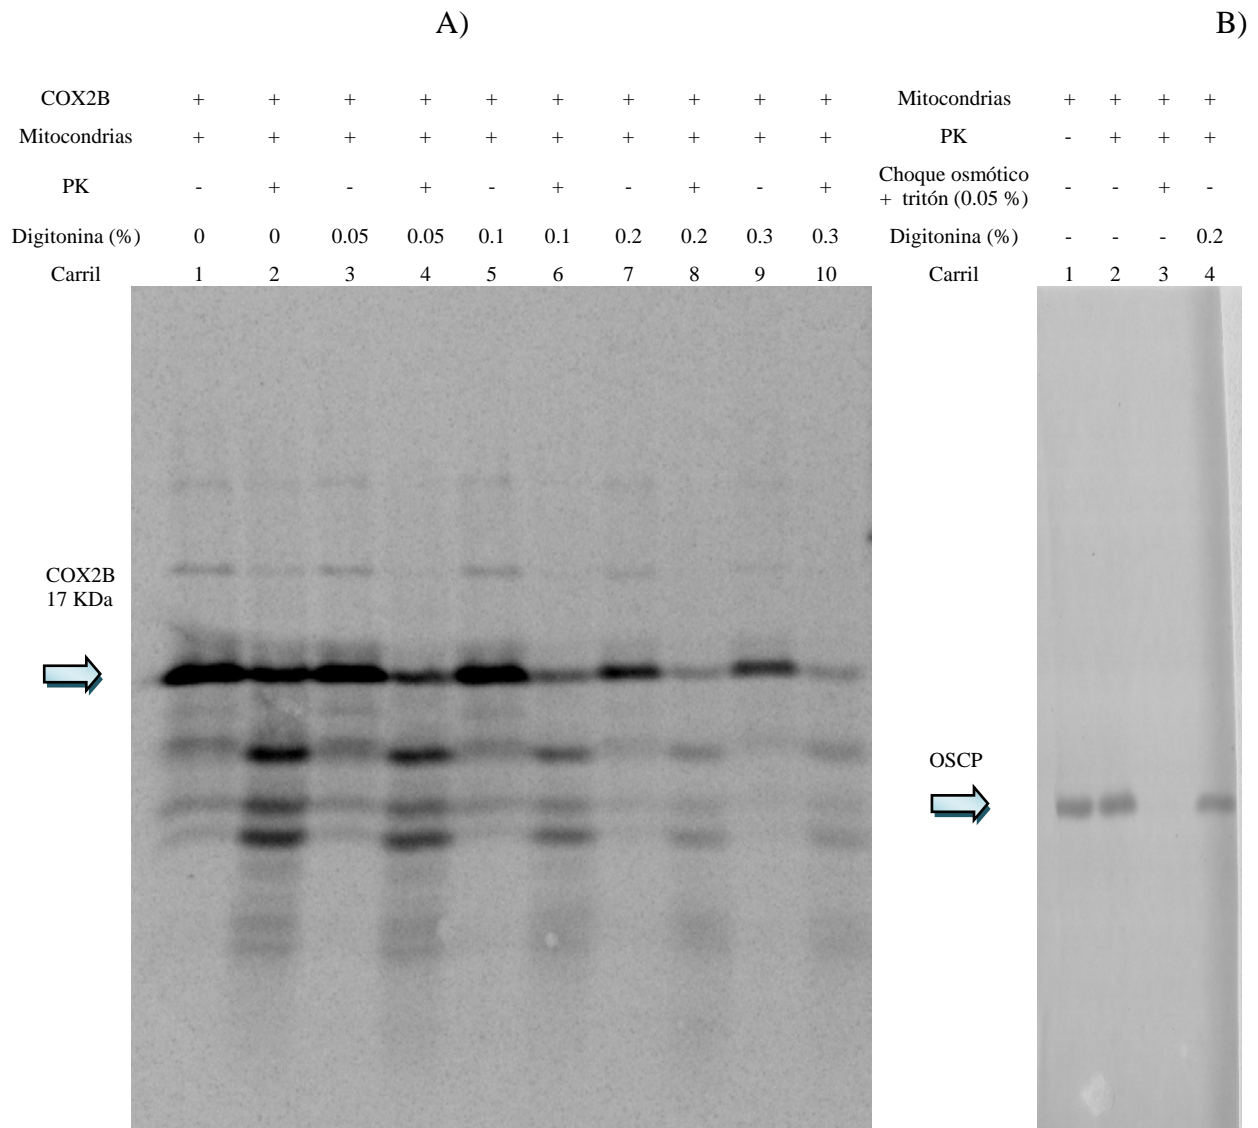 A)
COX2B + + + + + + + + + +
Mitocondrias + + + + + + + + + +
PK - + - + - + - + - +
Digitonina (%) 0 0 0.05 0.05 0.1 0.1 0.2 0.2 0.3 0.3
Carril 1 2 3 4 5 6 7 8 9 10
COX2B
17 KDa
B)
Mitocondrias + + + +
PK - + + +
Choque osmótico
+ tritón (0.05 %) - - + -
Digitonina (%) - - - 0.2
Carril 1 2 3 4
OSCP